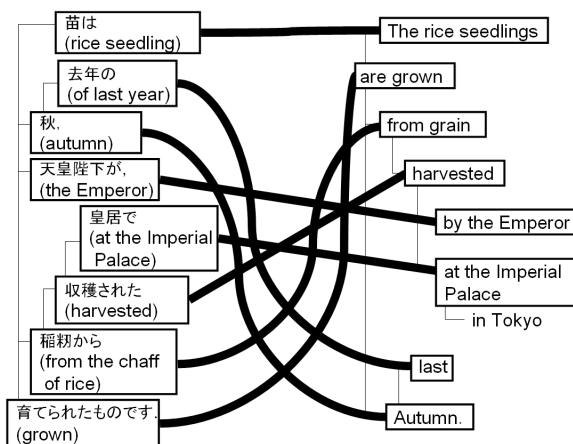 苗は
(rice seedling)
去年の
(of last year)
秋,
(autumn)
天皇陛下が,
(the Emperor)
皇居で
(at the Imperial
Palace)
収穫された
(harvested)
稲籾から
(from the chaff
of rice)
育てられたものです.
(grown)
The rice seedlings
are grown
from grain
harvested
by the Emperor
at the Imperial
Palace
in Tokyo
last
Autumn.